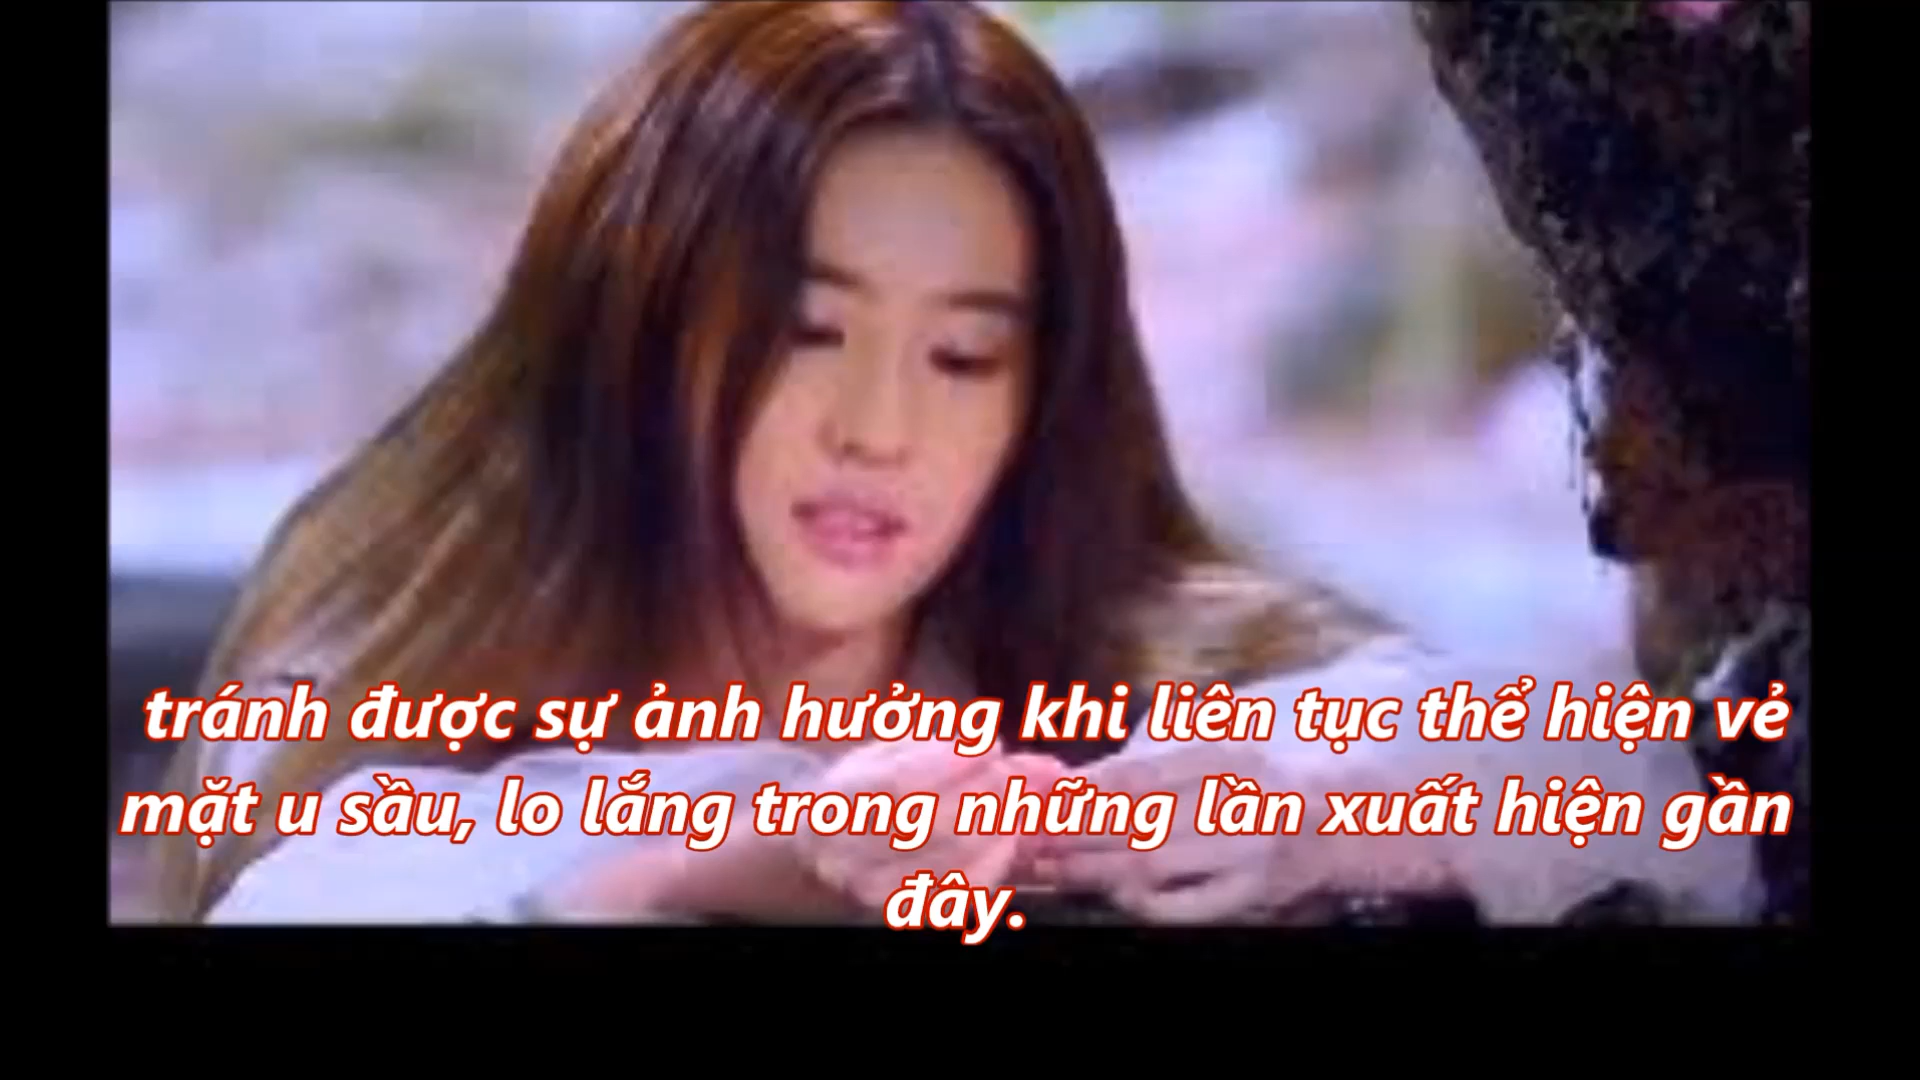 tránh được sự ảnh hưởng khi liên tục thể hiện vẻ
mặt u sầu, lo lắng trong những lần xuất hiện gần
đây.